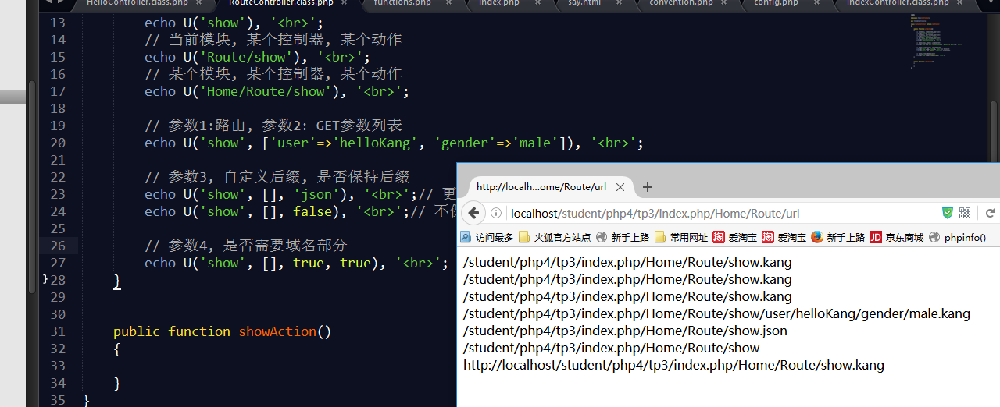 HelloController.class.php
RouteController.class.php
functions.php
index.php
say.html
convention.php
config.php
IndexController.class.php
13 echo U('show'), '<br>';
14 // 当前模块, 某个控制器, 某个动作
15 echo U('Route/show'), '<br>';
16 // 某个模块, 某个控制器, 某个动作
17 echo U('Home/Route/show'), '<br>';
18
19 // 参数1:路由, 参数2: GET参数列表
20 echo U('show', ['user'=>'helloKang', 'gender'=>'male']), '<br>';
21
22 // 参数3, 自定义后缀, 是否保持后缀
23 echo U('show', [], 'json'), '<br>';// 更
24 echo U('show', [], false), '<br>';// 不
25
26 // 参数4, 是否需要域名部分
27 echo U('show', [], true, true), '<br>';
28 }
29
30
31 public function showAction()
32 {
33
34 }
35 }
http://localh...ome/Route/url
localhost/student/php4/tp3/index.php/Home/Route/url
访问最多 火狐官方站点 新手上路 常用网址 淘 爱淘宝 淘 爱淘宝 新手上路 JD 京东商城 phpinfo()
/student/php4/tp3/index.php/Home/Route/show.kang
/student/php4/tp3/index.php/Home/Route/show.kang
/student/php4/tp3/index.php/Home/Route/show.kang
/student/php4/tp3/index.php/Home/Route/show/user/helloKang/gender/male.kang
/student/php4/tp3/index.php/Home/Route/show.json
/student/php4/tp3/index.php/Home/Route/show
http://localhost/student/php4/tp3/index.php/Home/Route/show.kang